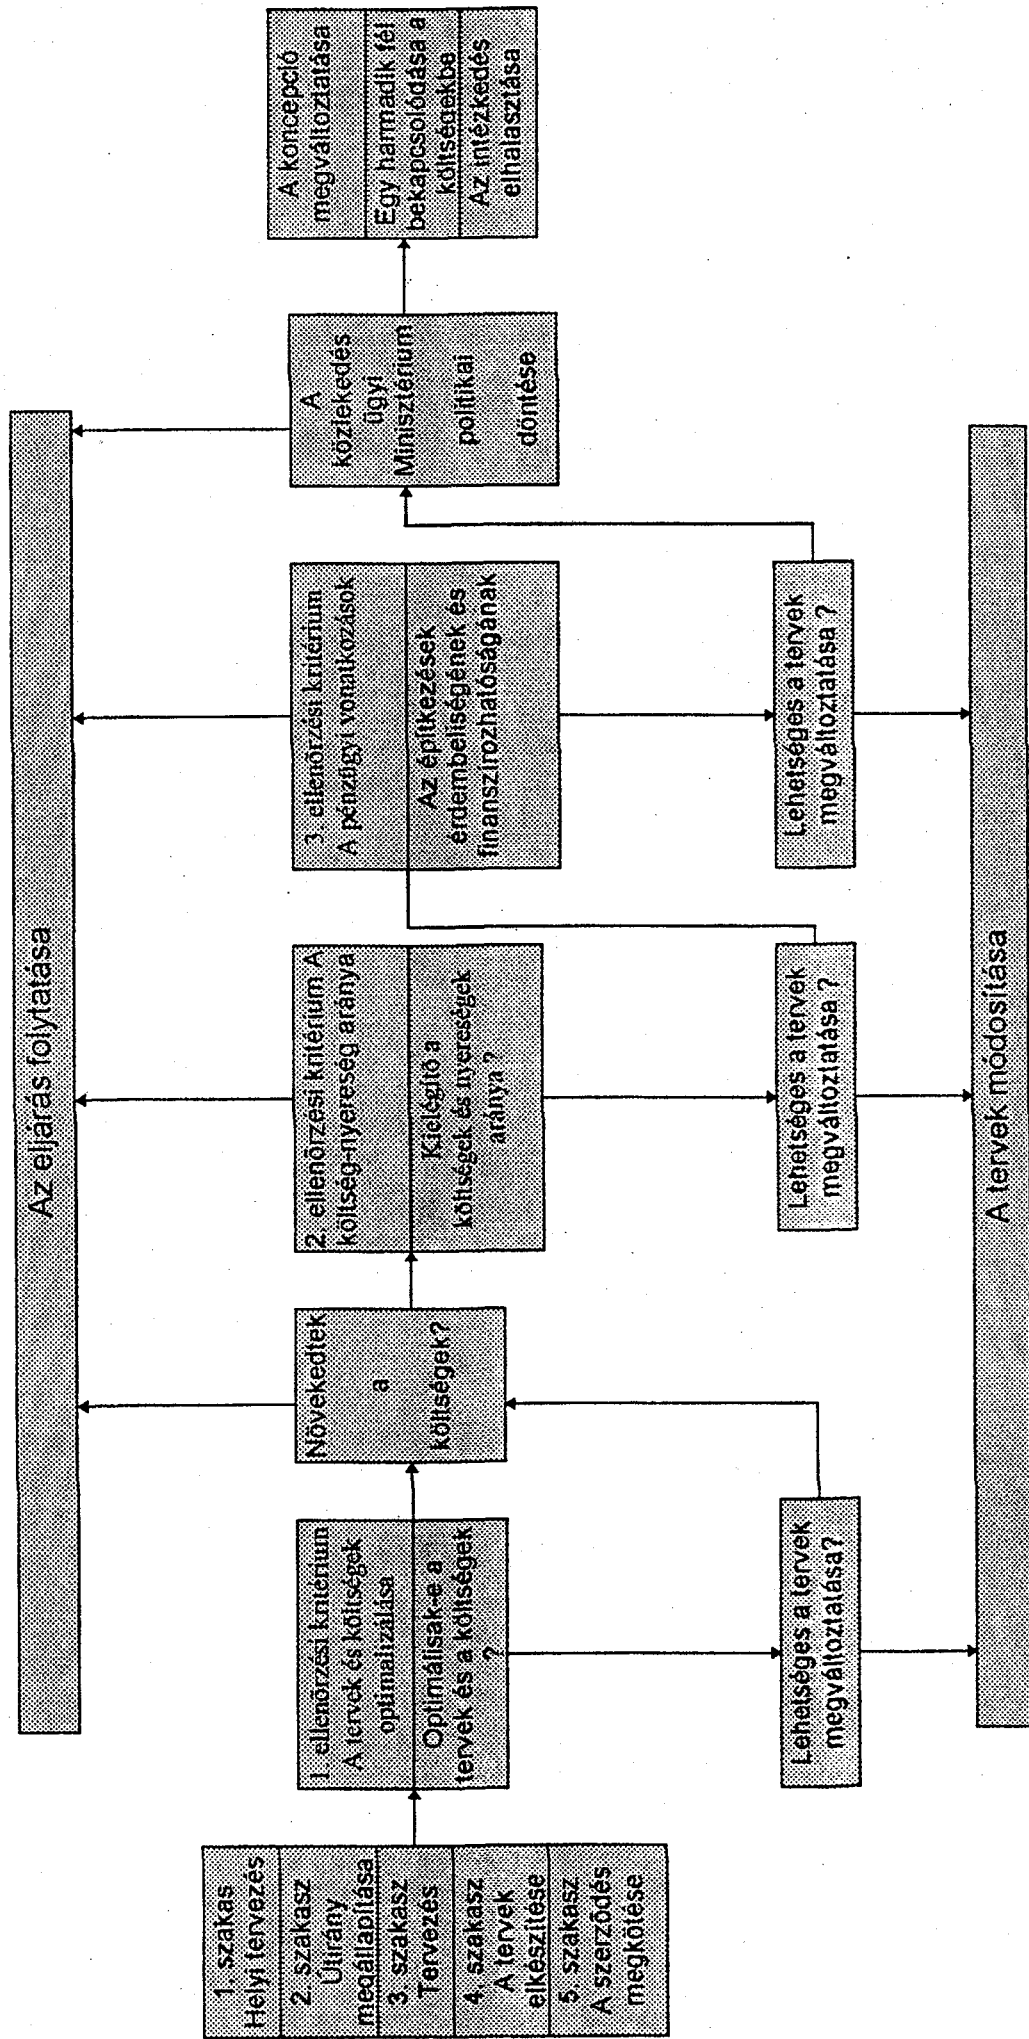 Az eljárás folytatása
1. szakas
Helyi tervezés
2. szakasz
Útirány
megállapítása
3. szakasz
Tervezés
4. szakasz
A tervek
elkészítése
5. szakasz
A szerződés
megkötése
1. ellenőrzési kritérium
A tervek és költségek
optimalizálása
Optimálisak-e a
tervek és a költségek
?
Növekedtek
a
költségek?
2. ellenőrzési kritérium A
költség-nyereség aránya
Kielegítő a
költségek és nyereségek
aránya?
3. ellenőrzési kritérium
A pénzügyi vonatkozások
Az építkezések
érdembeliségének és
finanszírozhatóságának
A
közlekedés
ügyi
Minisztérium
politikai
döntése
A koncepció
megváltoztatása
Egy harmadik fél
bekapcsolódása a
költségekbe
Az intézkedés
elhalasztása
Lehetséges a tervek
megváltoztatása?
Lehetséges a tervek
megváltoztatása ?
Lehetséges a tervek
megváltoztatása ?
A tervek módosítása